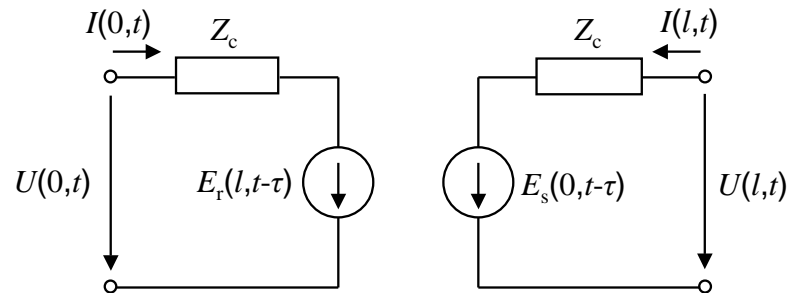 I(0,t) Z_c Z_c I(l,t)
U(0,t) E_r(l,t-τ) E_s(0,t-τ) U(l,t)